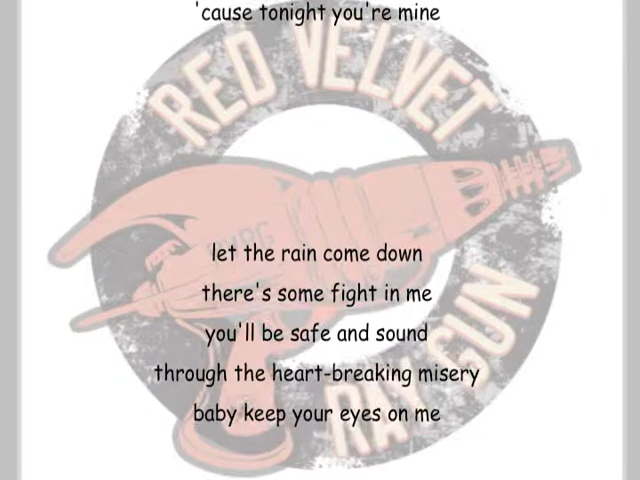 'cause tonight you're mine
RED VELVET
let the rain come down
there's some fight in me
you'll be safe and sound
through the heart-breaking misery
baby keep your eyes on me
RAY GUN